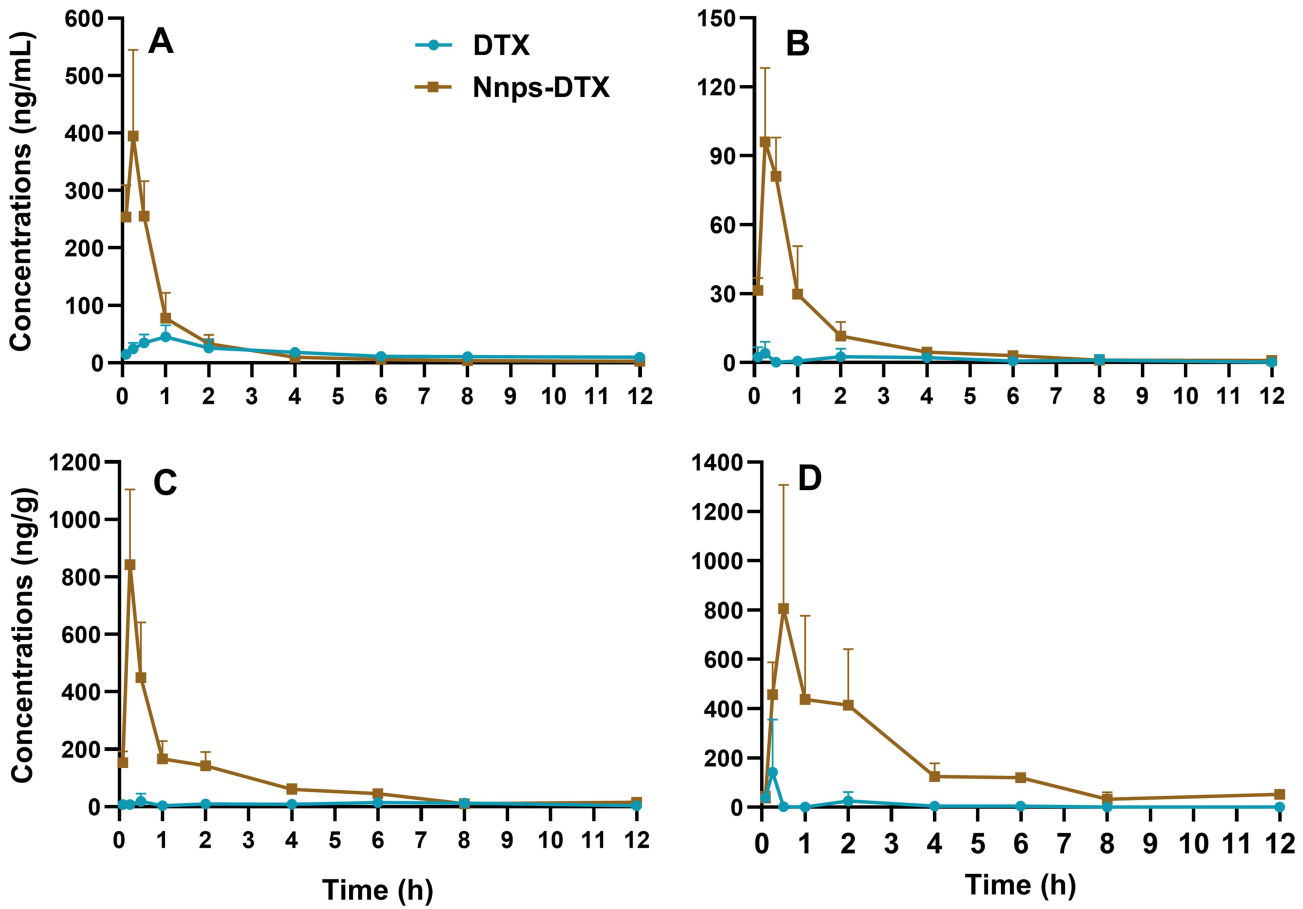 A
DTX
Nnps-DTX
Concentrations (ng/mL)
600
500
400
300
200
100
0
0 1 2 3 4 5 6 7 8 9 10 11 12
B
150
120
90
60
30
0
0 1 2 3 4 5 6 7 8 9 10 11 12
C
Concentrations (ng/g)
1200
1000
800
600
400
200
0
0 1 2 3 4 5 6 7 8 9 10 11 12
Time (h)
D
1400
1200
1000
800
600
400
200
0
0 1 2 3 4 5 6 7 8 9 10 11 12
Time (h)